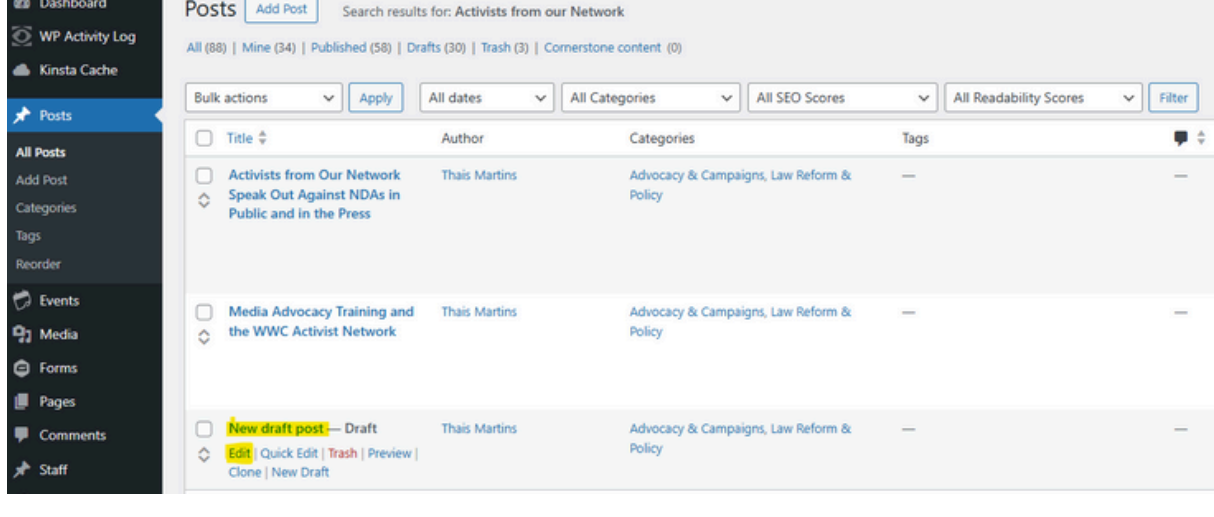 Dashboard
WP Activity Log
Kinsta Cache
Posts
All Posts
Add Post
Categories
Tags
Reorder
Events
Media
Forms
Pages
Comments
Staff
Posts Add Post Search results for: Activists from our Network
All (88) | Mine (34) | Published (58) | Drafts (30) | Trash (3) | Cornerstone content (0)
Bulk actions Apply All dates All Categories All SEO Scores All Readability Scores Filter
Title Author Categories Tags
Activists from Our Network Thais Martins Advocacy & Campaigns, Law Reform & —  —
Speak Out Against NDAs in Policy
Public and in the Press
Media Advocacy Training and Thais Martins Advocacy & Campaigns, Law Reform & — —
the WWC Activist Network Policy
New draft post — Draft Thais Martins Advocacy & Campaigns, Law Reform & — —
Edit | Quick Edit | Trash | Preview | Policy
Clone | New Draft